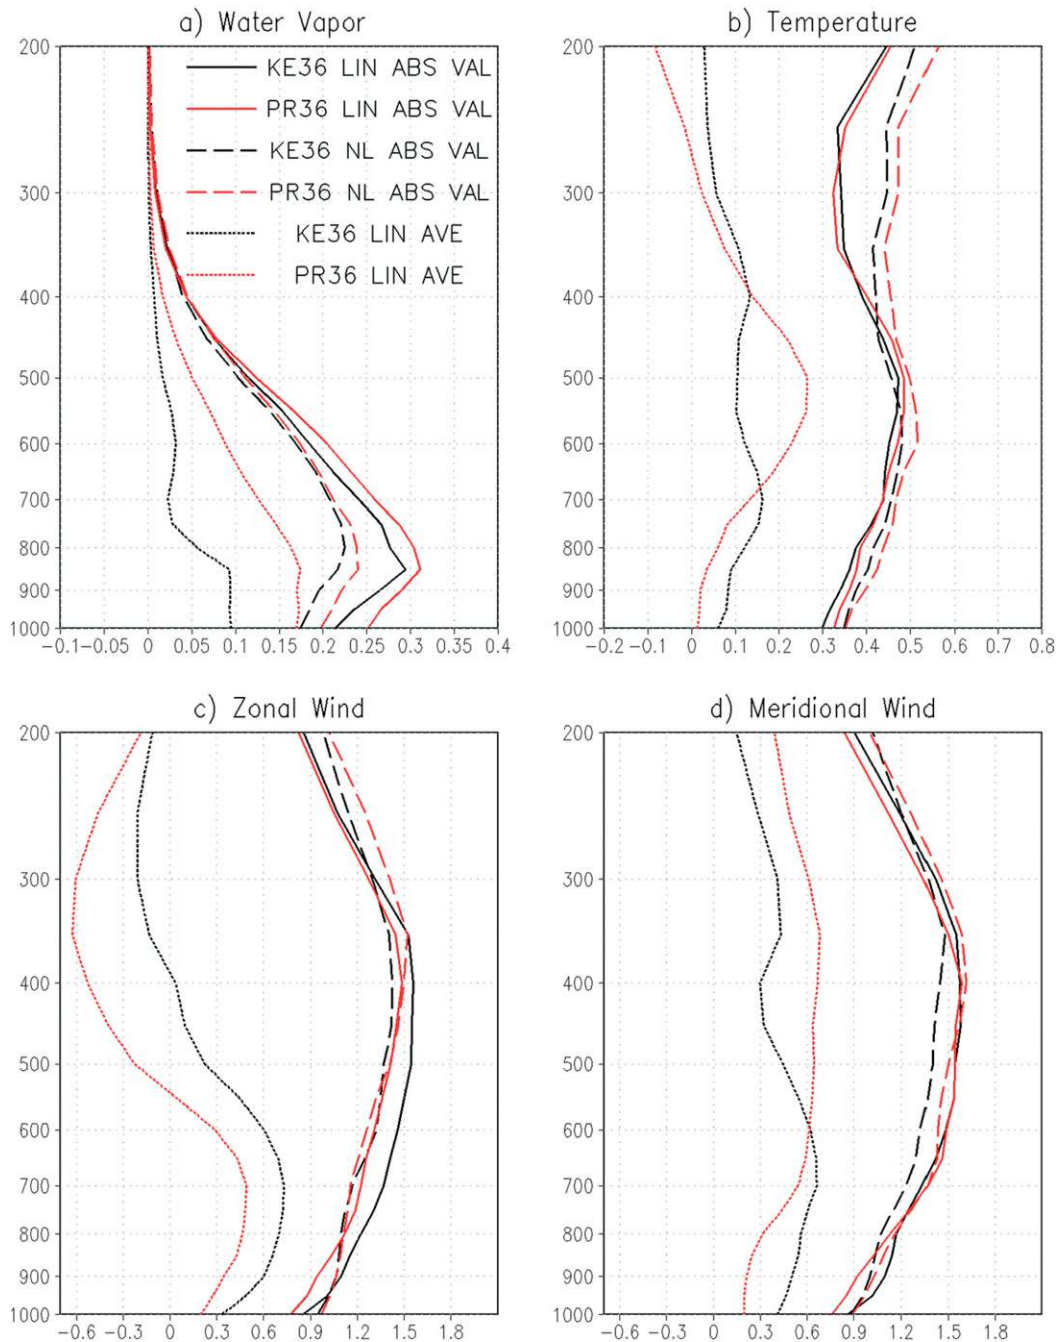 a) Water Vapor
b) Temperature
200
300
400
500
600
700
800
900
1000
KE36 LIN ABS VAL
PR36 LIN ABS VAL
KE36 NL ABS VAL
PR36 NL ABS VAL
KE36 LIN AVE
PR36 LIN AVE
-0.1 -0.05 0 0.05 0.1 0.15 0.2 0.25 0.3 0.35 0.4
200
300
400
500
600
700
800
900
1000
-0.2 -0.1 0 0.1 0.2 0.3 0.4 0.5 0.6 0.7 0.8
c) Zonal Wind
d) Meridional Wind
200
300
400
500
600
700
800
900
1000
-0.6 -0.3 0 0.3 0.6 0.9 1.2 1.5 1.8
200
300
400
500
600
700
800
900
1000
-0.6 -0.3 0 0.3 0.6 0.9 1.2 1.5 1.8